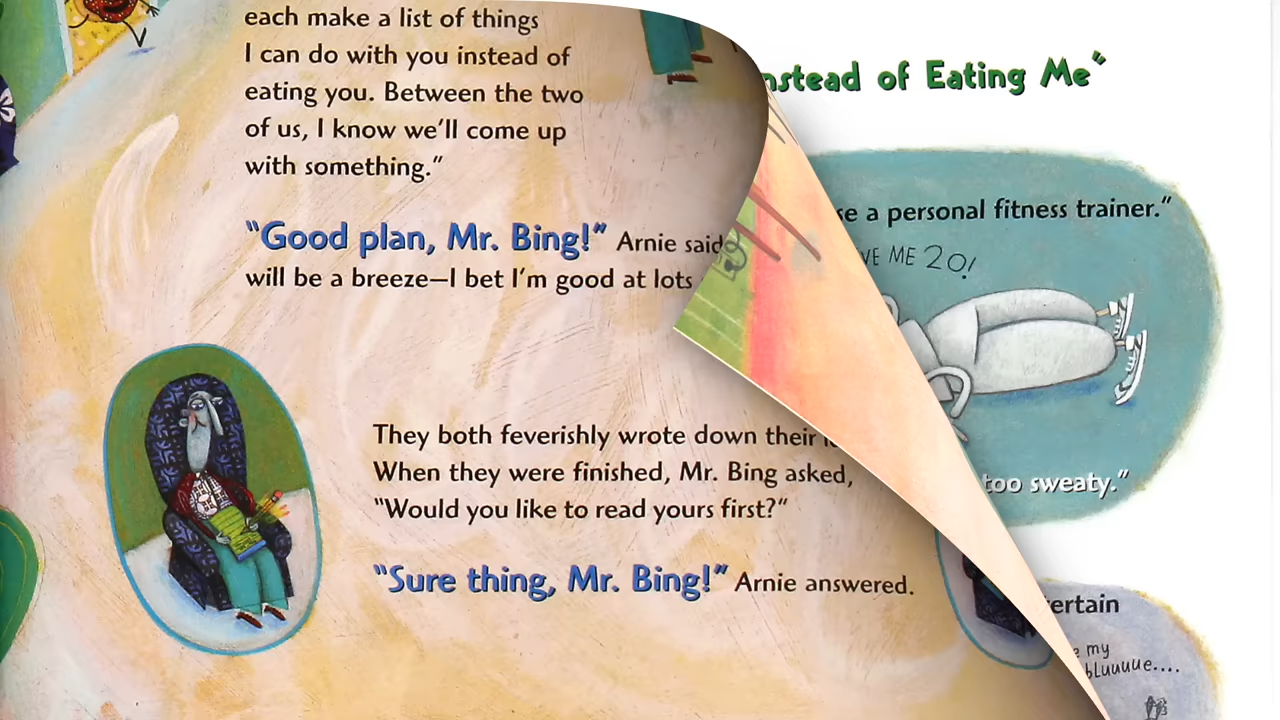 each make a list of things
I can do with you instead of
eating you. Between the two
of us, I know we'll come up
with something."
"Good plan, Mr. Bing!" Arnie said
will be a breeze—I bet I'm good at lots
They both feverishly wrote down their
When they were finished, Mr. Bing asked,
"Would you like to read yours first?"
"Sure thing, Mr. Bing!" Arnie answered.
of Eating Me"
a personal fitness trainer."
ME 20!
too sweaty."
my